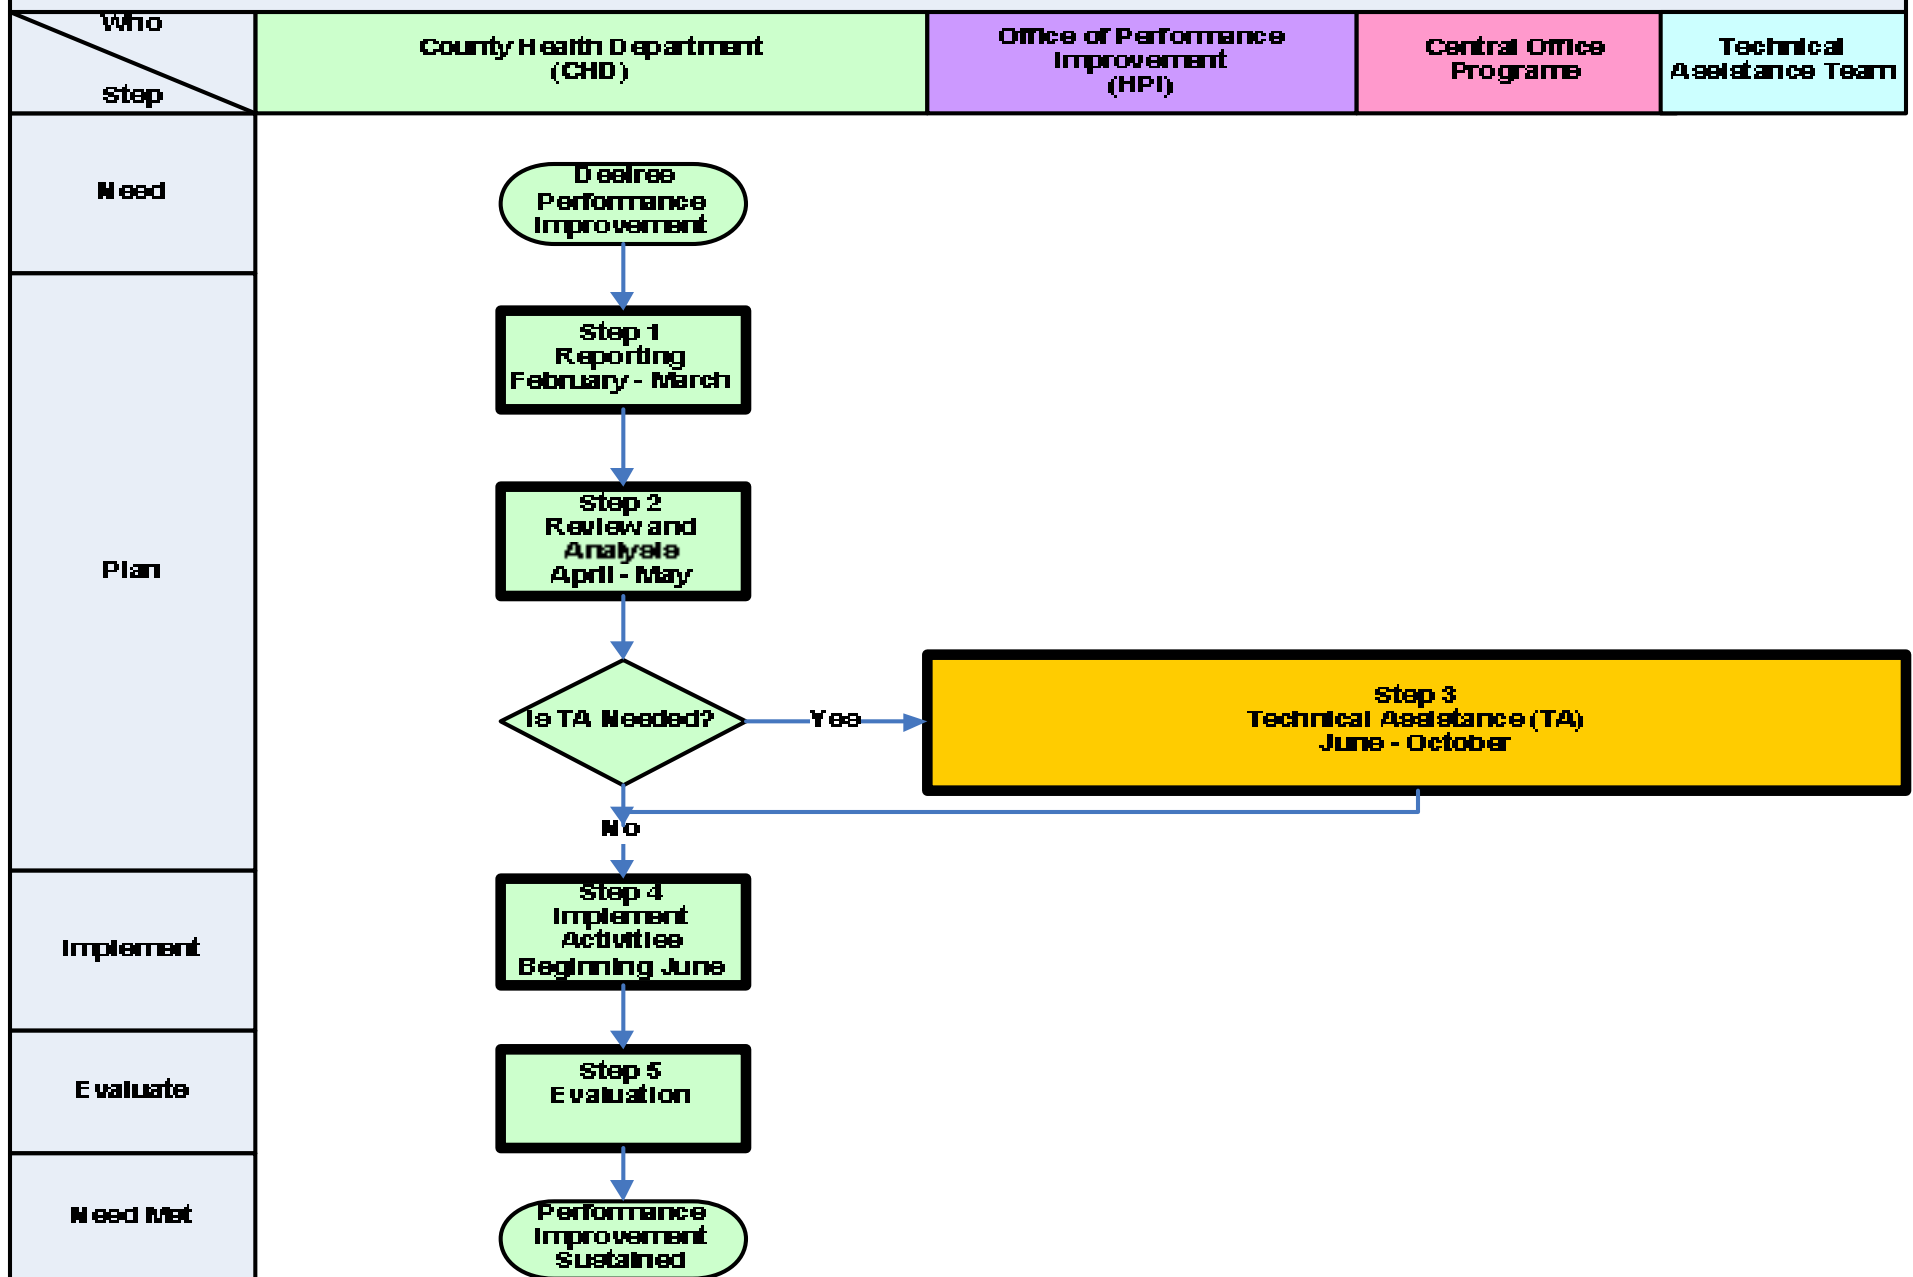 Who
Step
County Health Department
(CHD)
Office of Performance
Improvement
(HPI)
Central Office
Programs
Technical
Assistance Team
Need
Desires
Performance
Improvement
Plan
Step 1
Reporting
February - March
Step 2
Review and
Analysis
April - May
Is TA Needed?
Yes
Step 3
Technical Assistance (TA)
June - October
No
Implement
Step 4
Implement
Activities
Beginning June
Evaluate
Step 5
Evaluation
Need Met
Performance
Improvement
Sustained